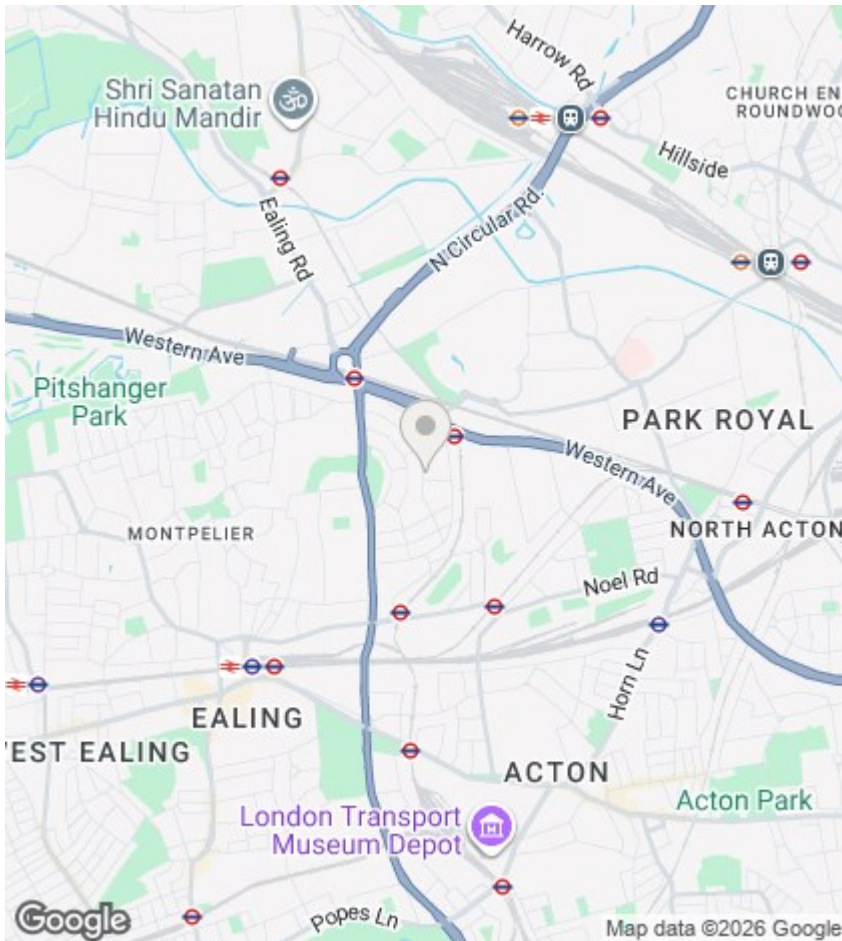 Harrow Rd
Shri Sanatan
Hindu Mandir
CHURCH EN
ROUNDWOO
Hillside
Ealing Rd
N Circular Rd.
Western Ave
Pitshanger
Park
PARK ROYAL
Western Ave
MONTPELIER
NORTH ACTON
Noel Rd
Horn Ln
EALING
EST EALING
ACTON
Acton Park
London Transport
Museum Depot
Popes Ln
Google
Map data ©2026 Google